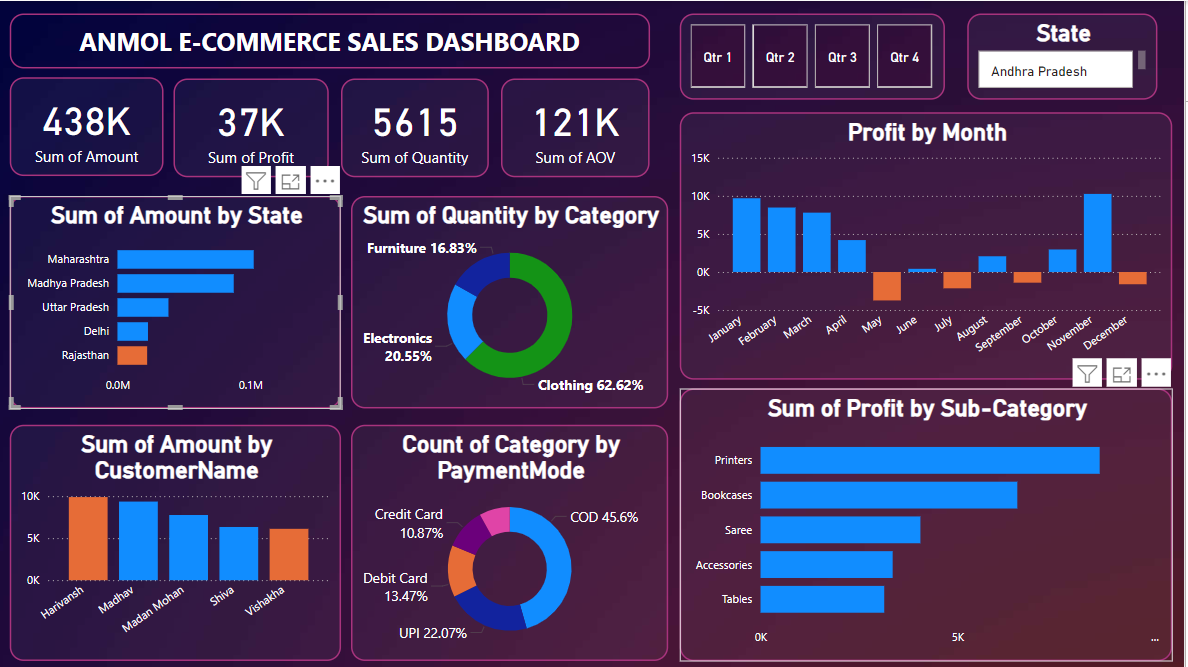 ANMOL E-COMMERCE SALES DASHBOARD
Qtr 1
Qtr 2
Qtr 3
Qtr 4
State
Andhra Pradesh
438K
Sum of Amount
37K
Sum of Profit
5615
Sum of Quantity
121K
Sum of AOV
Sum of Amount by State
Maharashtra
Madhya Pradesh
Uttar Pradesh
Delhi
Rajasthan
0.0M
0.1M
Sum of Quantity by Category
Furniture 16.83%
Electronics
20.55%
Clothing 62.62%
Profit by Month
15K
10K
5K
0K
-5K
January
February
March
April
May
June
July
August
September
October
November
December
Sum of Amount by
CustomerName
10K
5K
0K
Harivansh
Madhav
Madan Mohan
Shiva
Vishakha
Count of Category by
PaymentMode
Credit Card
10.87%
COD 45.6%
Debit Card
13.47%
UPI 22.07%
Sum of Profit by Sub-Category
Printers
Bookcases
Saree
Accessories
Tables
0K
5K
...